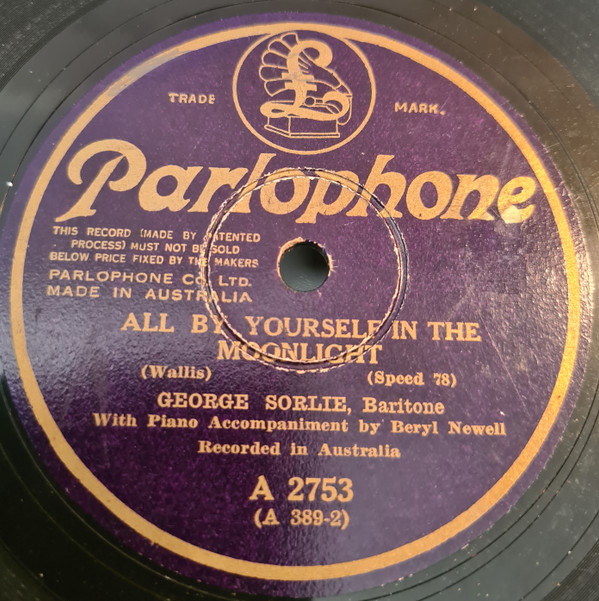 £
TRADE MARK.
Parlophone
THIS RECORD (MADE BY PATENTED
PROCESS) MUST NOT BE SOLD
BELOW PRICE FIXED BY THE MAKERS
PARLOPHONE CO. LTD.
MADE IN AUSTRALIA
ALL BY YOURSELF IN THE
MOONLIGHT
(Wallis) (Speed 78)
GEORGE SORLIE, Baritone
With Piano Accompaniment by Beryl Newell
Recorded in Australia
A 2753
(A 389-2)